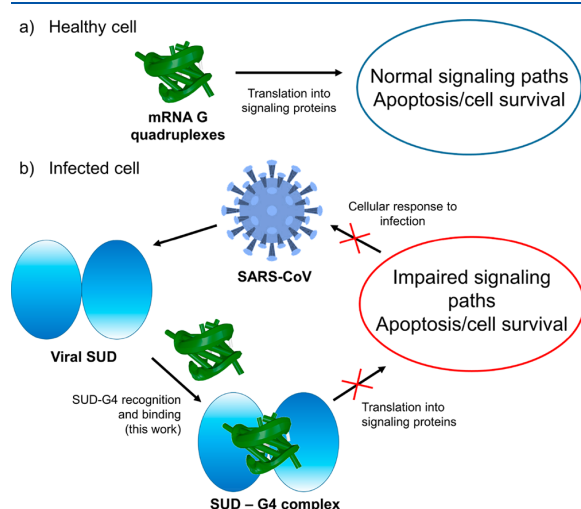 a) Healthy cell
mRNA G
quadruplexes
Translation into
signaling proteins
Normal signaling paths
Apoptosis/cell survival
b) Infected cell
SARS-CoV
Cellular response to
infection
Viral SUD
Impaired signaling
paths
Apoptosis/cell survival
SUD-G4 recognition
and binding
(this work)
Translation into
signaling proteins
SUD – G4 complex